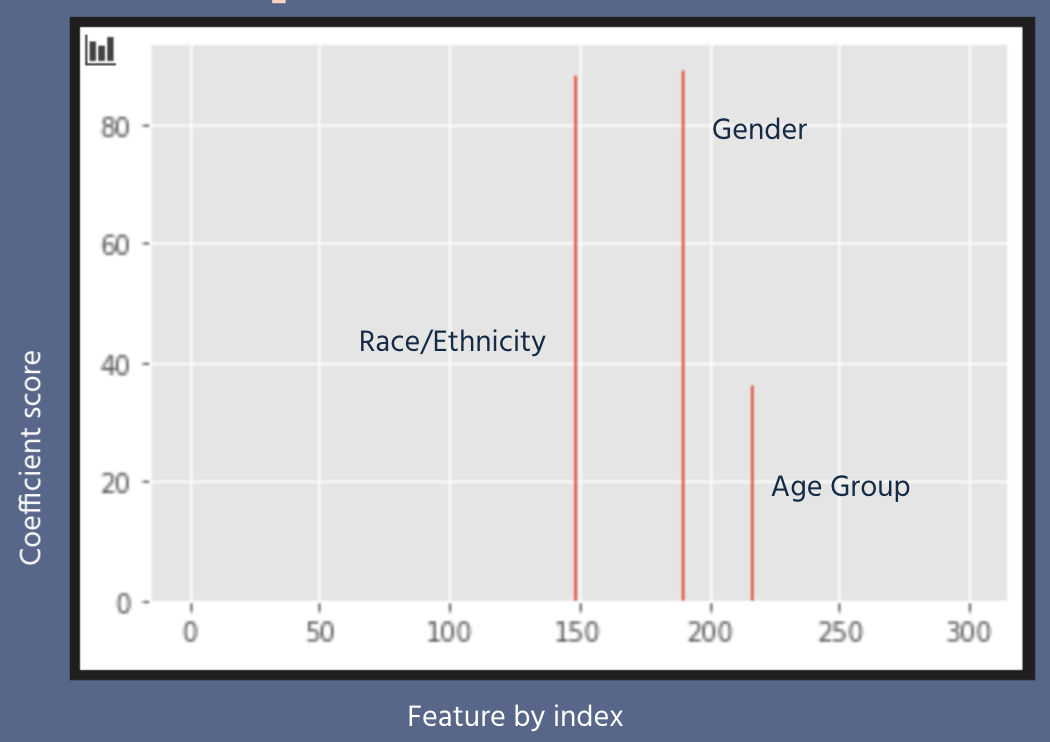 80
Gender
60
Race/Ethnicity
40
20
Age Group
0
0 50 100 150 200 250 300
Coefficient score
Feature by index